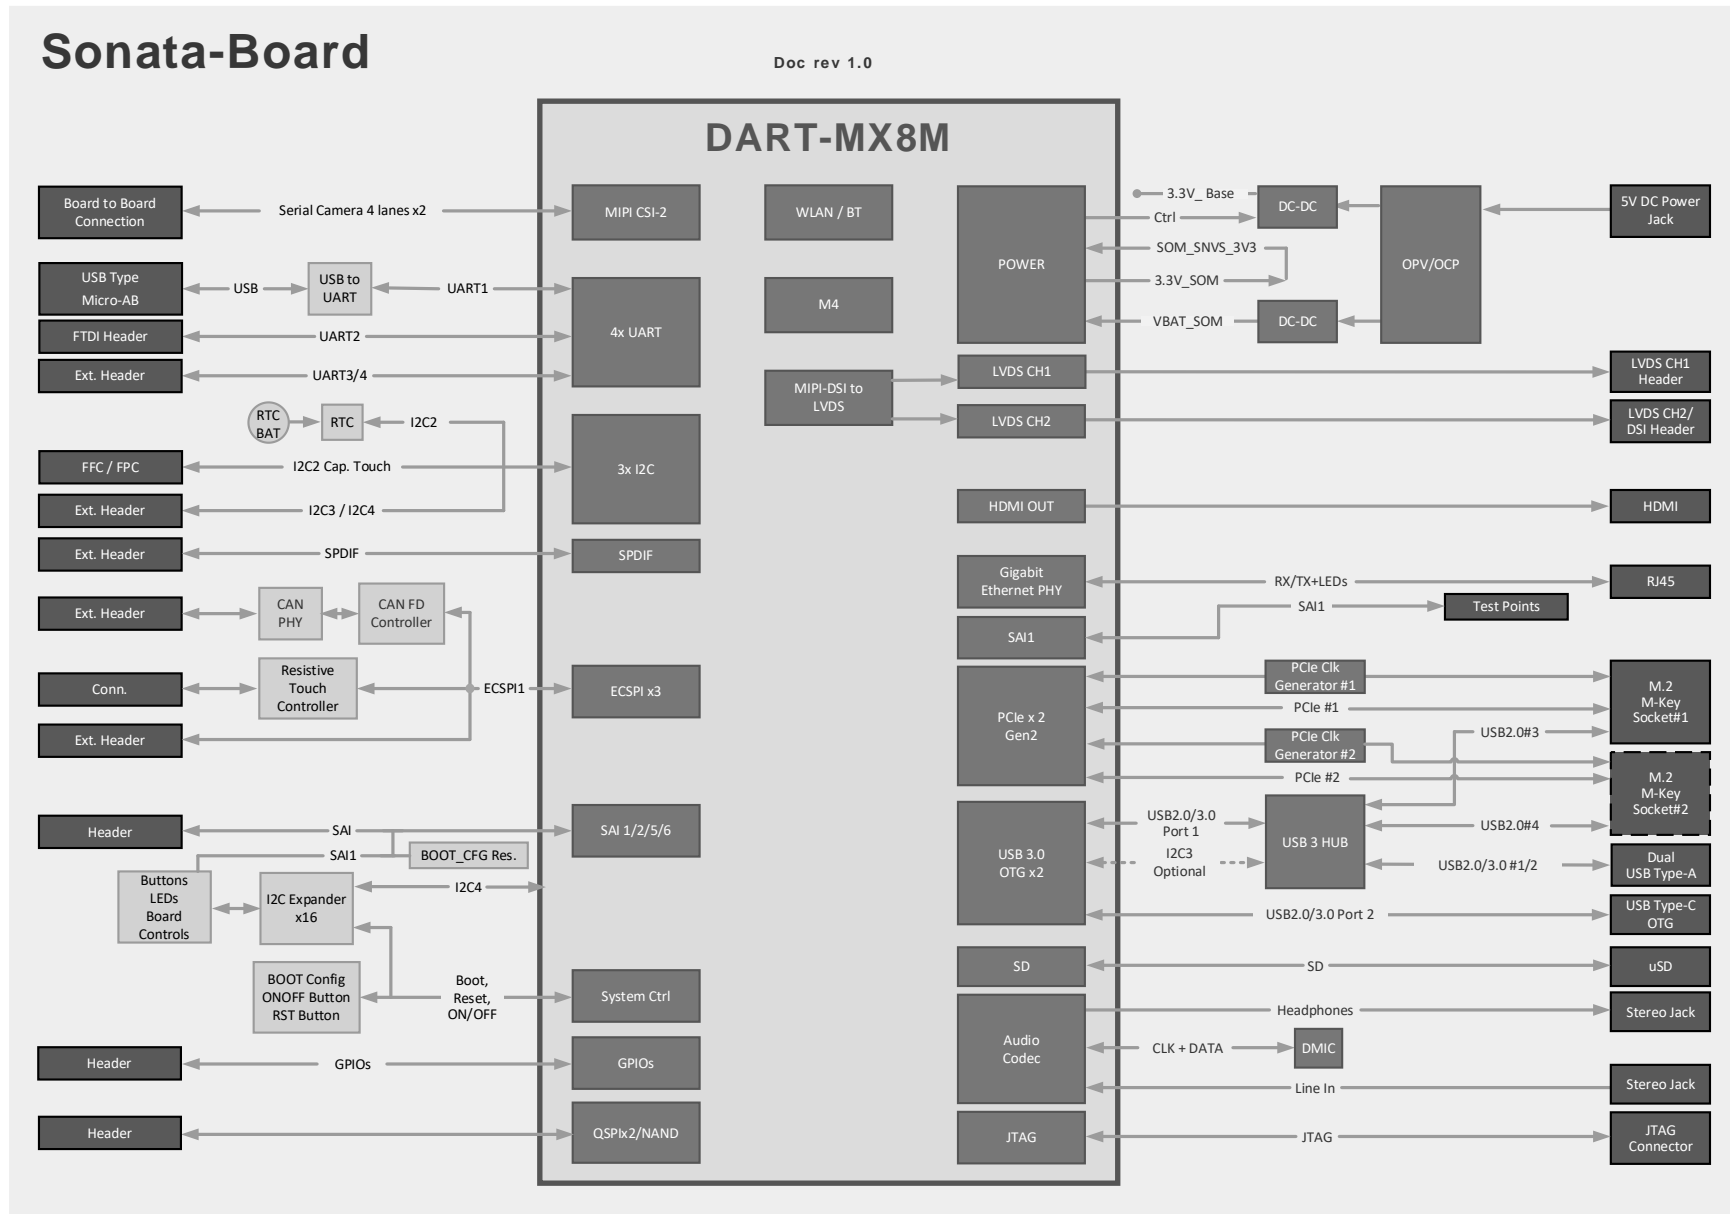 Sonata-Board
Doc rev 1.0
DART-MX8M
Board to Board
Connection
Serial Camera 4 lanes x2
MIPI CSI-2
USB Type
Micro-AB
USB
USB to
UART
UART1
FTDI Header
UART2
4x UART
Ext. Header
UART3/4
RTC
BAT
RTC
I2C2
FFC / FPC
I2C2 Cap. Touch
3x I2C
Ext. Header
I2C3 / I2C4
Ext. Header
SPDIF
SPDIF
Ext. Header
CAN
PHY
CAN FD
Controller
Conn.
Resistive
Touch
Controller
ECSPI1
ECSPI x3
Ext. Header
Header
SAI
SAI 1/2/5/6
SAI1
BOOT_CFG Res.
Buttons
LEDs
Board
Controls
I2C Expander
x16
I2C4
BOOT Config
ONOFF Button
RST Button
Boot,
Reset,
ON/OFF
System Ctrl
Header
GPIOs
GPIOs
Header
QSPIx2/NAND
WLAN / BT
M4
MIPI-DSI to
LVDS
POWER
3.3V_ Base
Ctrl
DC-DC
SOM_SNVS_3V3
3.3V_SOM
VBAT_SOM
DC-DC
OPV/OCP
5V DC Power
Jack
LVDS CH1
LVDS CH1
Header
LVDS CH2
LVDS CH2/
DSI Header
HDMI OUT
HDMI
Gigabit
Ethernet PHY
RX/TX+LEDs
RJ45
SAI1
SAI1
Test Points
PCIe x 2
Gen2
PCIe Clk
Generator #1
PCIe #1
PCIe Clk
Generator #2
PCIe #2
M.2
M-Key
Socket#1
USB2.0#3
M.2
M-Key
Socket#2
USB 3.0
OTG x2
USB2.0/3.0
Port 1
I2C3
Optional
USB 3 HUB
USB2.0#4
USB2.0/3.0 #1/2
Dual
USB Type-A
USB2.0/3.0 Port 2
USB Type-C
OTG
SD
SD
uSD
Audio
Codec
Headphones
Stereo Jack
CLK + DATA
DMIC
Line In
Stereo Jack
JTAG
JTAG
JTAG
Connector